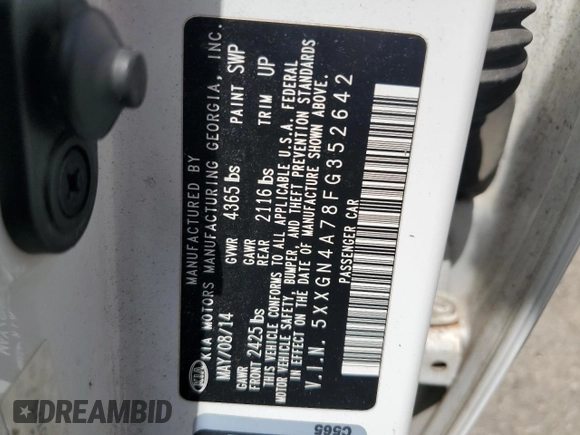 KIA
MANUFACTURED BY
KIA MOTORS MANUFACTURING GEORGIA, INC.
MAY/08/14 GVWR 4365 lbs PAINT SWP
GAWR FRONT 2425 lbs GAWR REAR 2116 lbs TRIM UP
THIS VEHICLE CONFORMS TO ALL APPLICABLE U.S.A. FEDERAL
MOTOR VEHICLE SAFETY, BUMPER, AND THEFT PREVENTION STANDARDS
IN EFFECT ON THE DATE OF MANUFACTURE SHOWN ABOVE.
V.I.N. 5XXGN4A78FG352642
PASSENGER CAR
C565
DREAMBID